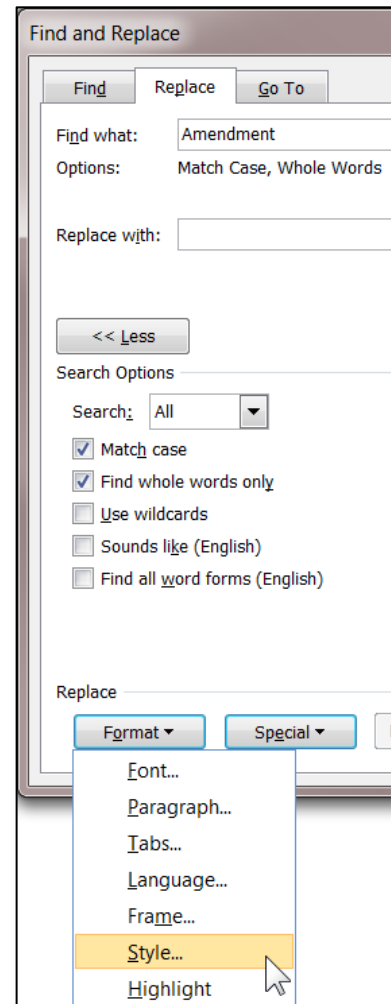 Find and Replace
Find Replace Go To
Find what: Amendment
Options: Match Case, Whole Words
Replace with:
<< Less
Search Options
Search: All
Match case
Find whole words only
Use wildcards
Sounds like (English)
Find all word forms (English)
Replace
Format Special
Font...
Paragraph...
Tabs...
Language...
Frame...
Style...
Highlight